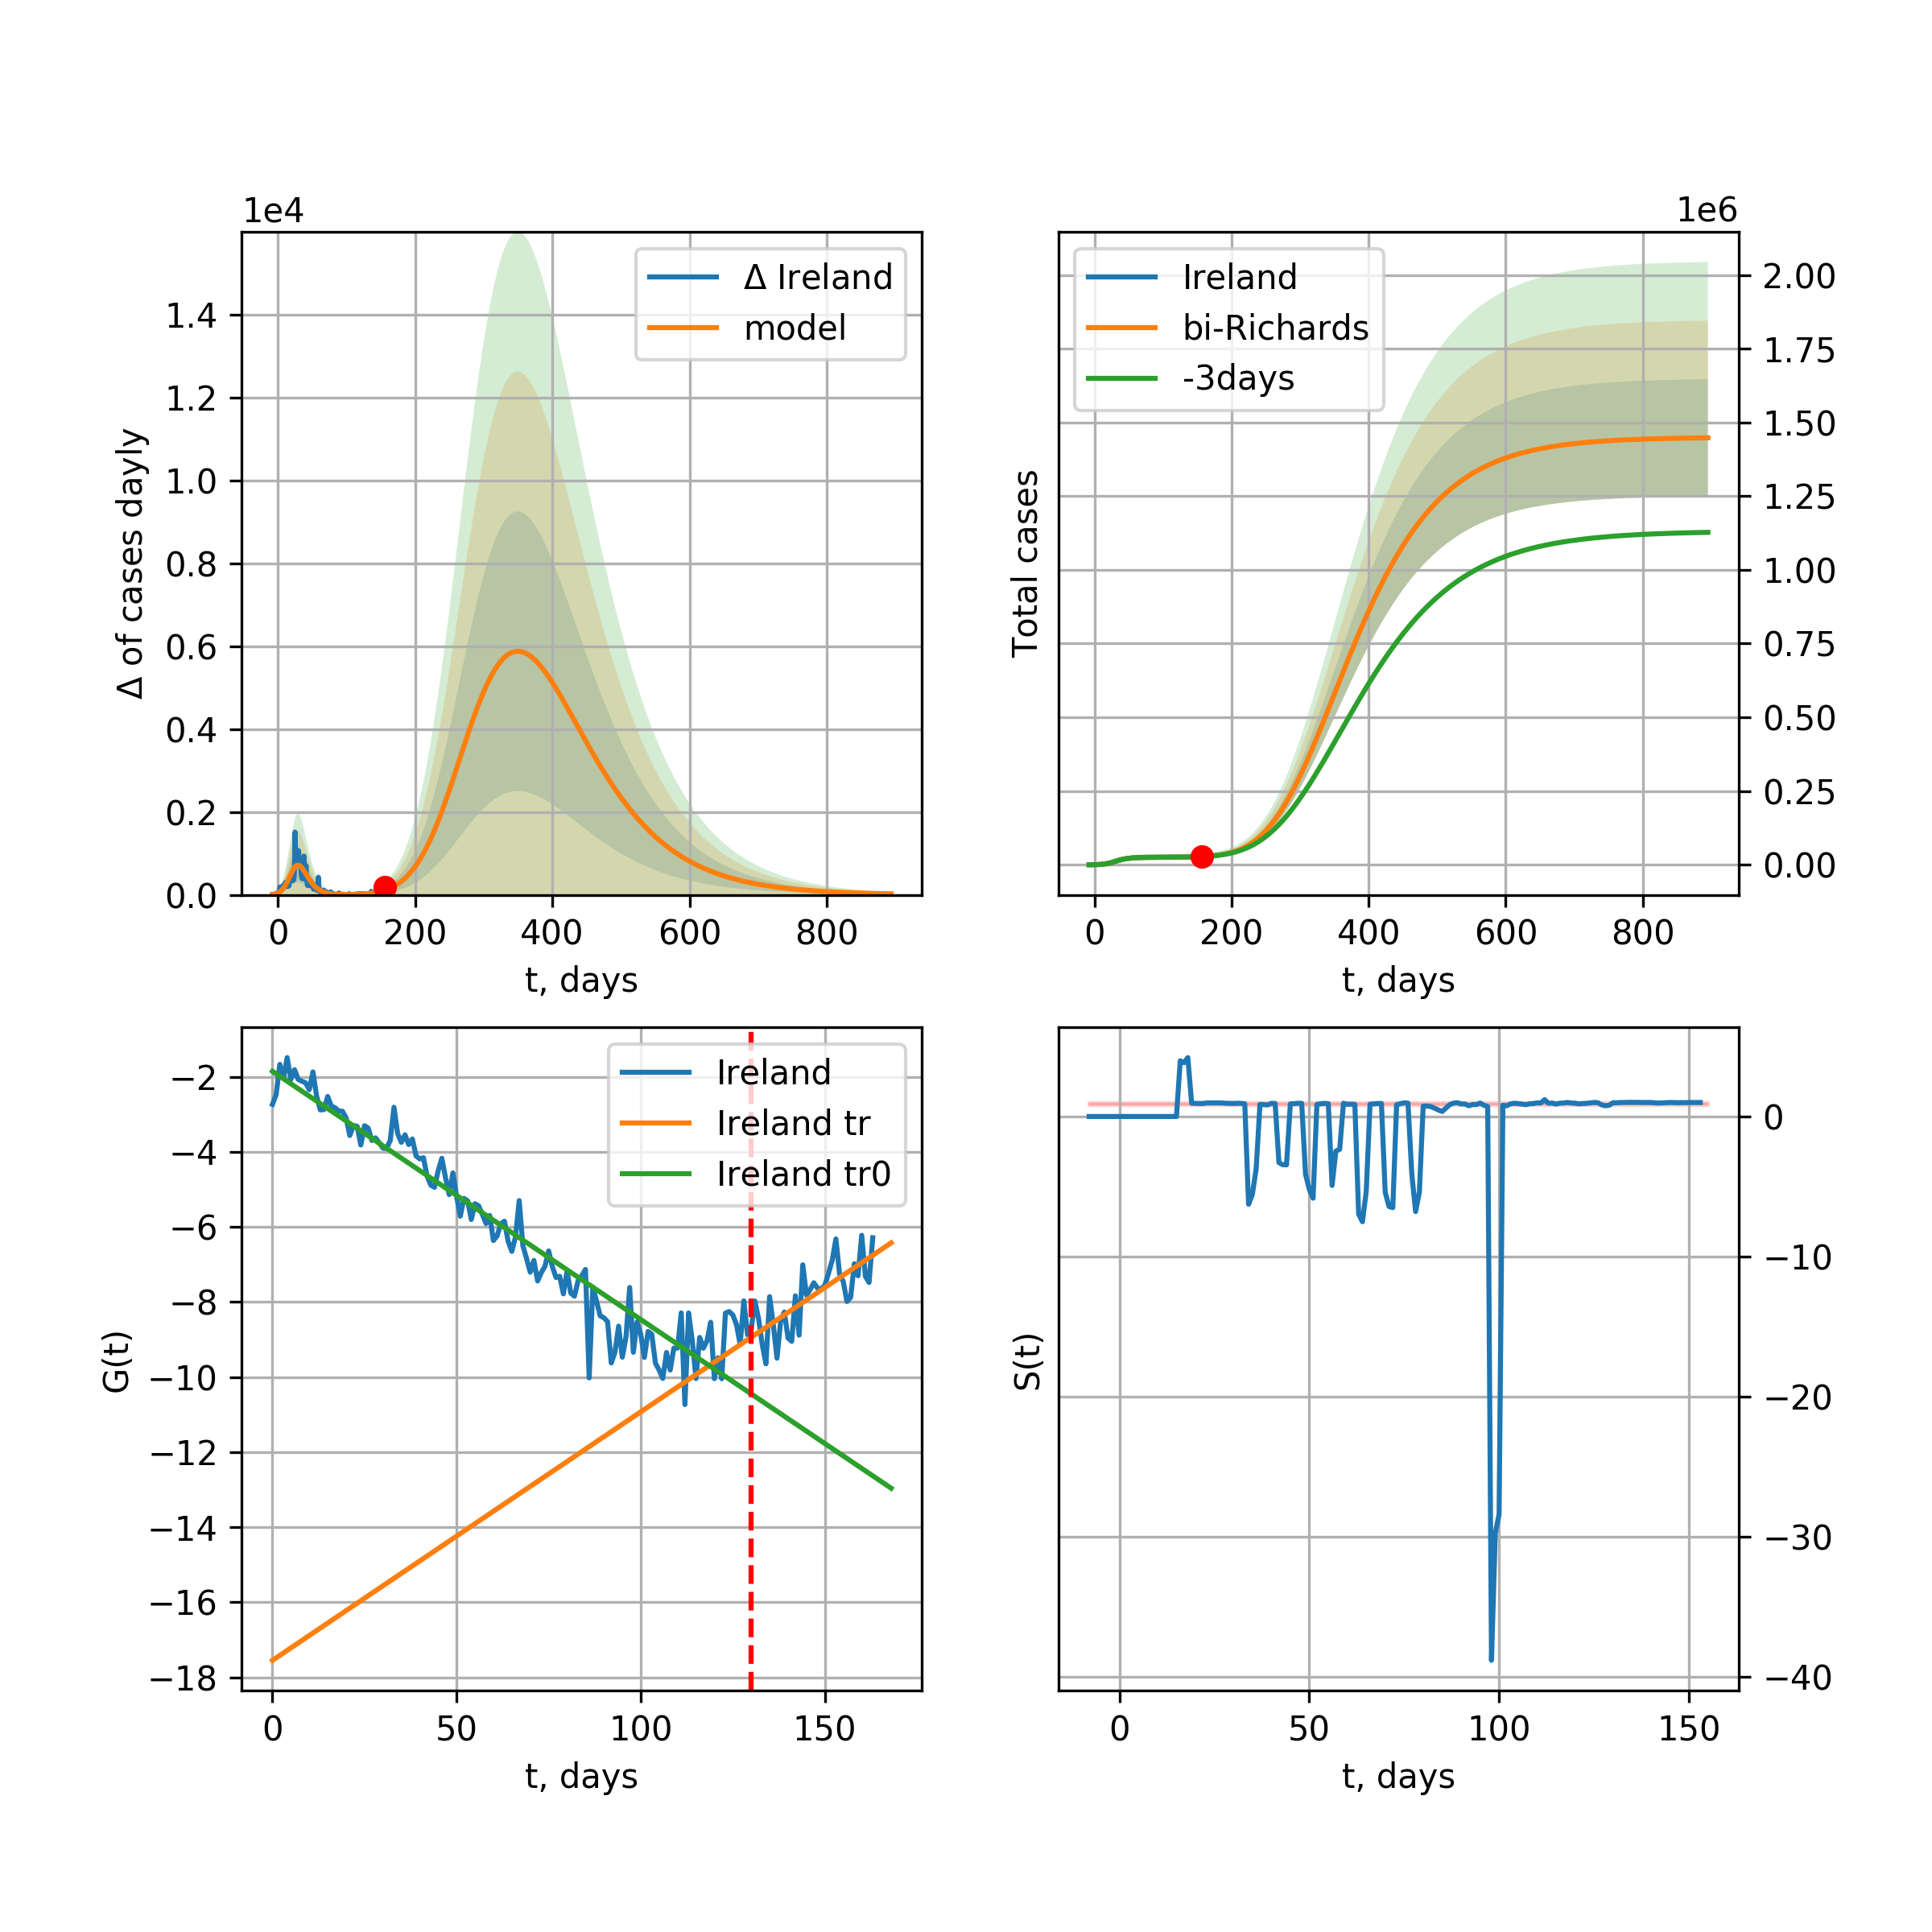 1e4
Δ Ireland
model
1.4
1.2
1.0
0.8
0.6
0.4
0.2
0.0
Δ of cases dayly
0 200 400 600 800
t, days
1e6
Ireland
bi-Richards
-3days
2.00
1.75
1.50
1.25
1.00
0.75
0.50
0.25
0.00
Total cases
0 200 400 600 800
t, days
Ireland
Ireland tr
Ireland tr0
−2
−4
−6
−8
−10
−12
−14
−16
−18
G(t)
0 50 100 150
t, days
0
−10
−20
−30
−40
S(t)
0 50 100 150
t, days